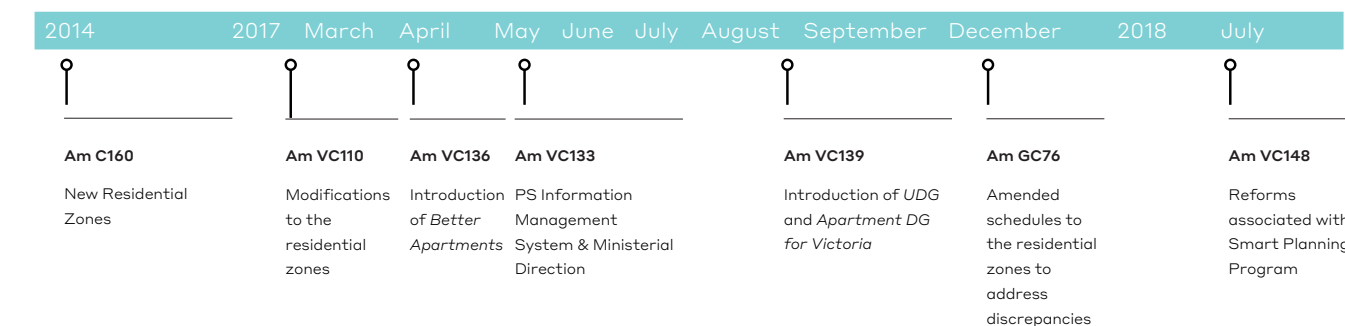 2014 2017 March April May June July August September December 2018 July
Am C160
New Residential
Zones
Am VC110
Modifications
to the
residential
zones
Am VC136
Introduction
of Better
Apartments
Am VC133
PS Information
Management
System & Ministerial
Direction
Am VC139
Introduction of UDG
and Apartment DG
for Victoria
Am GC76
Amended
schedules to
the residential
zones to
address
discrepancies
Am VC148
Reforms
associated with
Smart Planning
Program